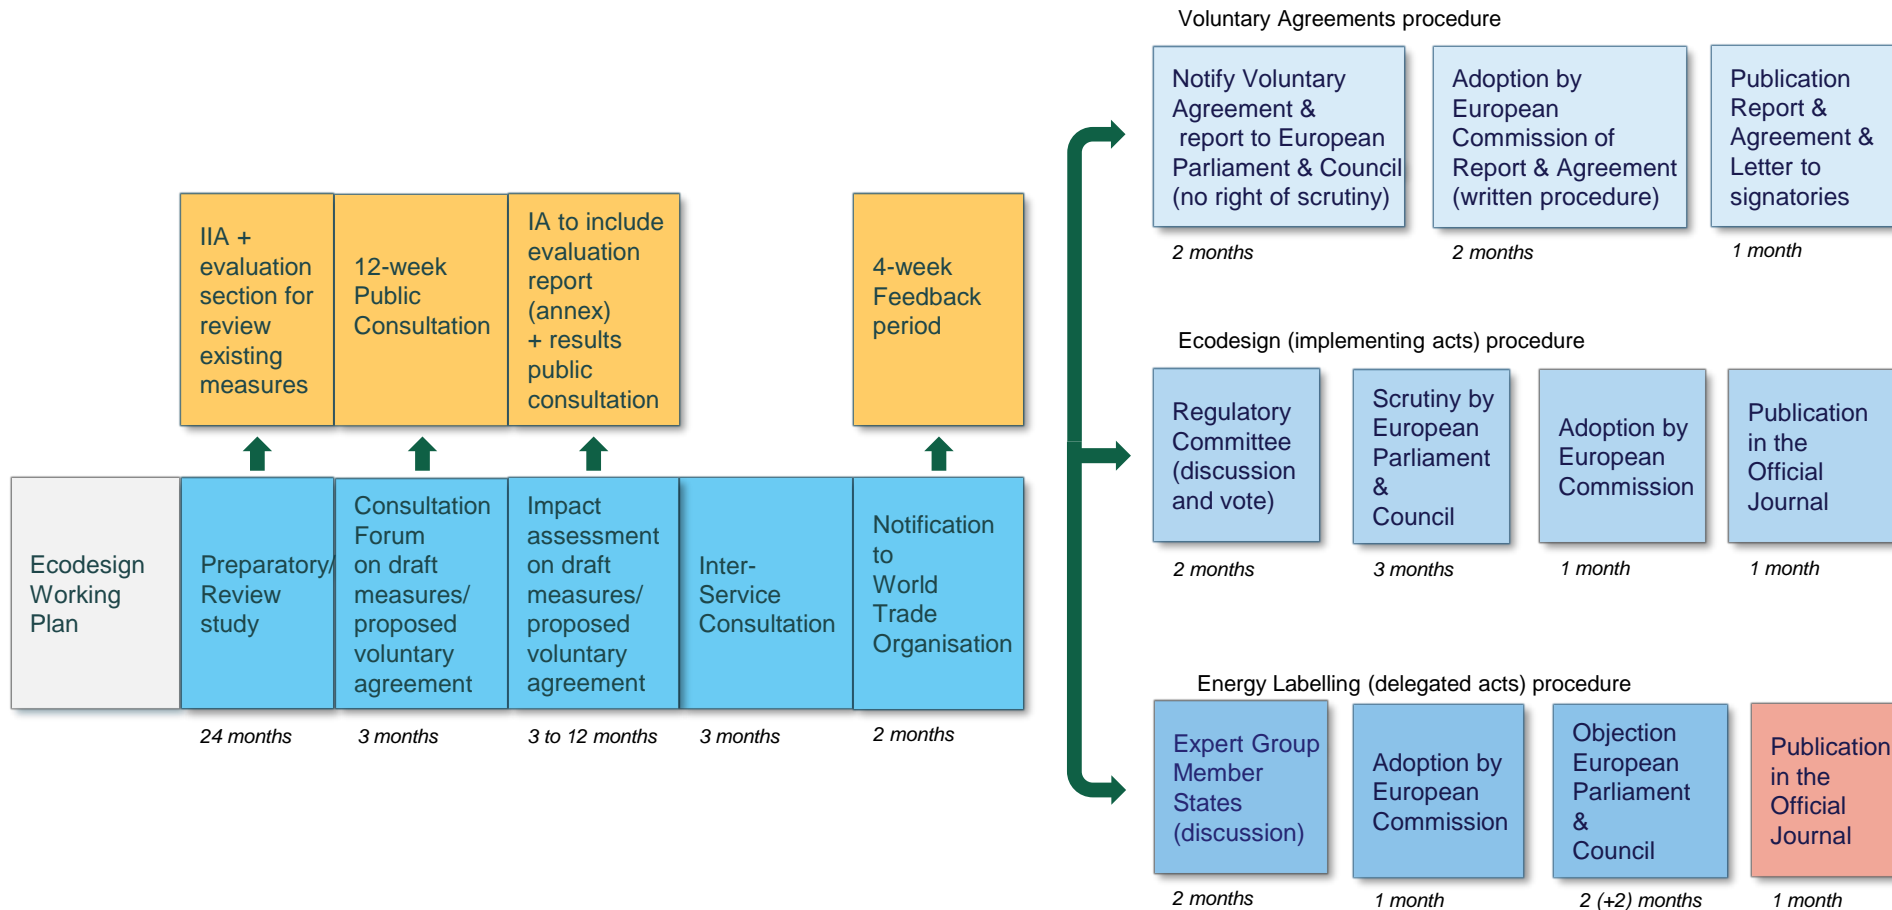 Voluntary Agreements procedure
Notify Voluntary
Agreement &
report to European
Parliament & Council
(no right of scrutiny)
Adoption by
European
Commission of
Report & Agreement
(written procedure)
Publication
Report &
Agreement &
Letter to
signatories
2 months
2 months
1 month
IIA +
evaluation
section for
review
existing
measures
12-week
Public
Consultation
IA to include
evaluation
report
(annex)
+ results
public
consultation
4-week
Feedback
period
Ecodesign
Working
Plan
Preparatory/
Review
study
Consultation
Forum
on draft
measures/
proposed
voluntary
agreement
Impact
assessment
on draft
measures/
proposed
voluntary
agreement
Inter-
Service
Consultation
Notification
to
World
Trade
Organisation
24 months
3 months
3 to 12 months
3 months
2 months
Ecodesign (implementing acts) procedure
Regulatory
Committee
(discussion
and vote)
Scrutiny by
European
Parliament
&
Council
Adoption by
European
Commission
Publication
in the
Official
Journal
2 months
3 months
1 month
1 month
Energy Labelling (delegated acts) procedure
Expert Group
Member
States
(discussion)
Adoption by
European
Commission
Objection
European
Parliament
&
Council
Publication
in the
Official
Journal
2 months
1 month
2 (+2) months
1 month